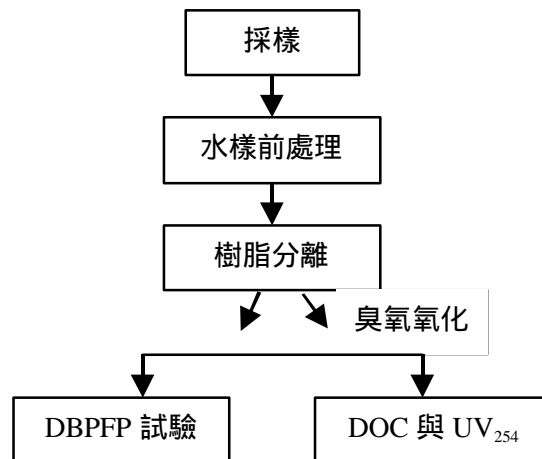 採樣
水樣前處理
樹脂分離
臭氧氧化
DBPFP 試驗
DOC 與 UV₂₅₄